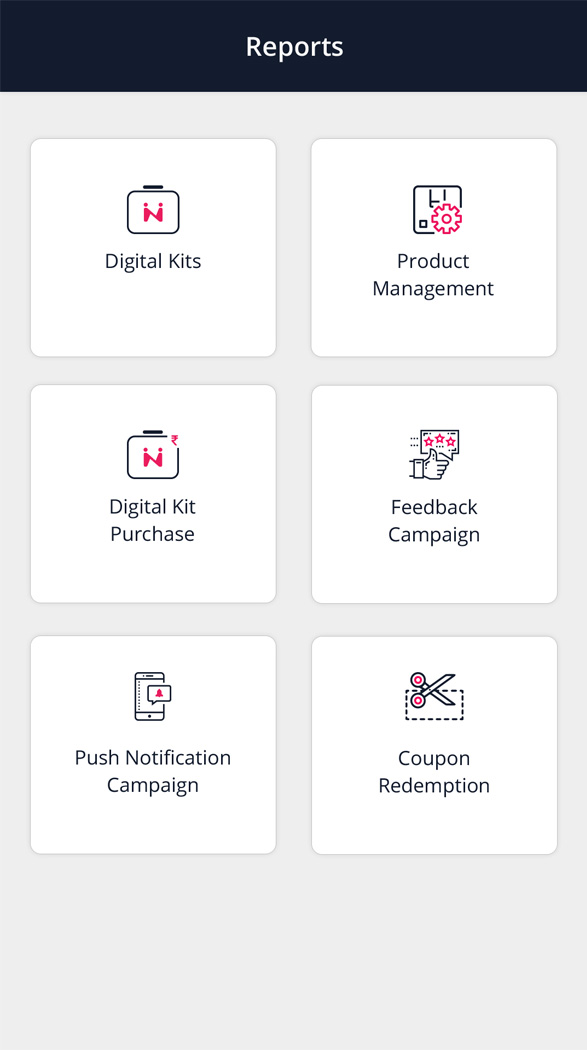 Reports
Digital Kits
Product
Management
₹
Digital Kit
Purchase
Feedback
Campaign
Push Notification
Campaign
Coupon
Redemption